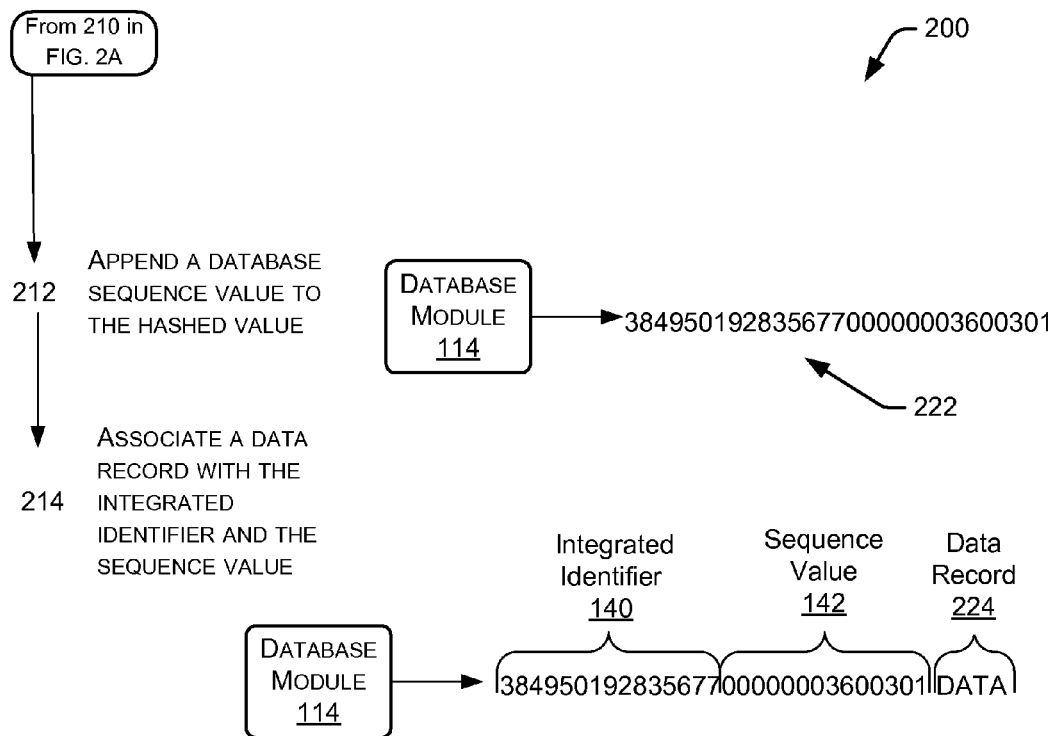 From 210 in
FIG. 2A
200
212
APPEND A DATABASE
SEQUENCE VALUE TO
THE HASHED VALUE
DATABASE
MODULE
114
38495019283567700000003600301
222
214
ASSOCIATE A DATA
RECORD WITH THE
INTEGRATED
IDENTIFIER AND THE
SEQUENCE VALUE
Integrated
Identifier
140
Sequence
Value
142
Data
Record
224
DATABASE
MODULE
114
384950192835677 00000003600301 DATA